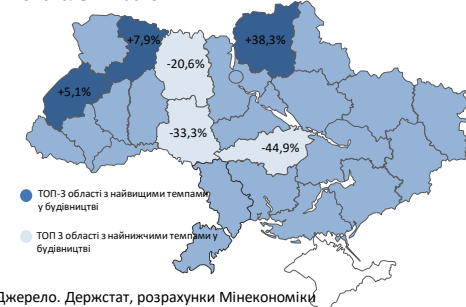 +7,9%
+38,3%
-20,6%
+5,1%
-33,3%
-44,9%
ТОП-3 області з найвищими темпами
у будівництві
ТОП 3 області з найнижчими темпами у
будівництві
Джерело. Держстат, розрахунки Мінекономіки